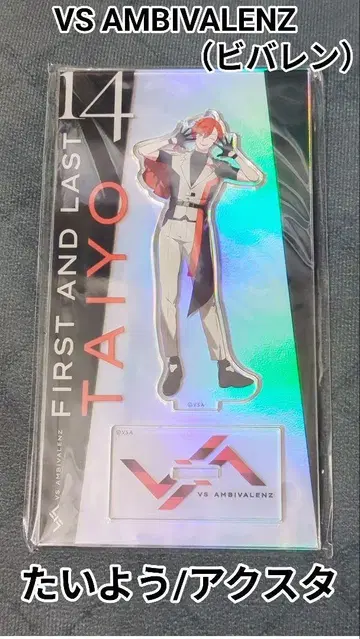 VS AMBIVALENZ
(ビバレン)
14
FIRST AND LAST
TAIYO
VS AMBIVALENZ
©V.S.A
©V.S.A
VS AMBIVALENZ
たいよう/アクスタ